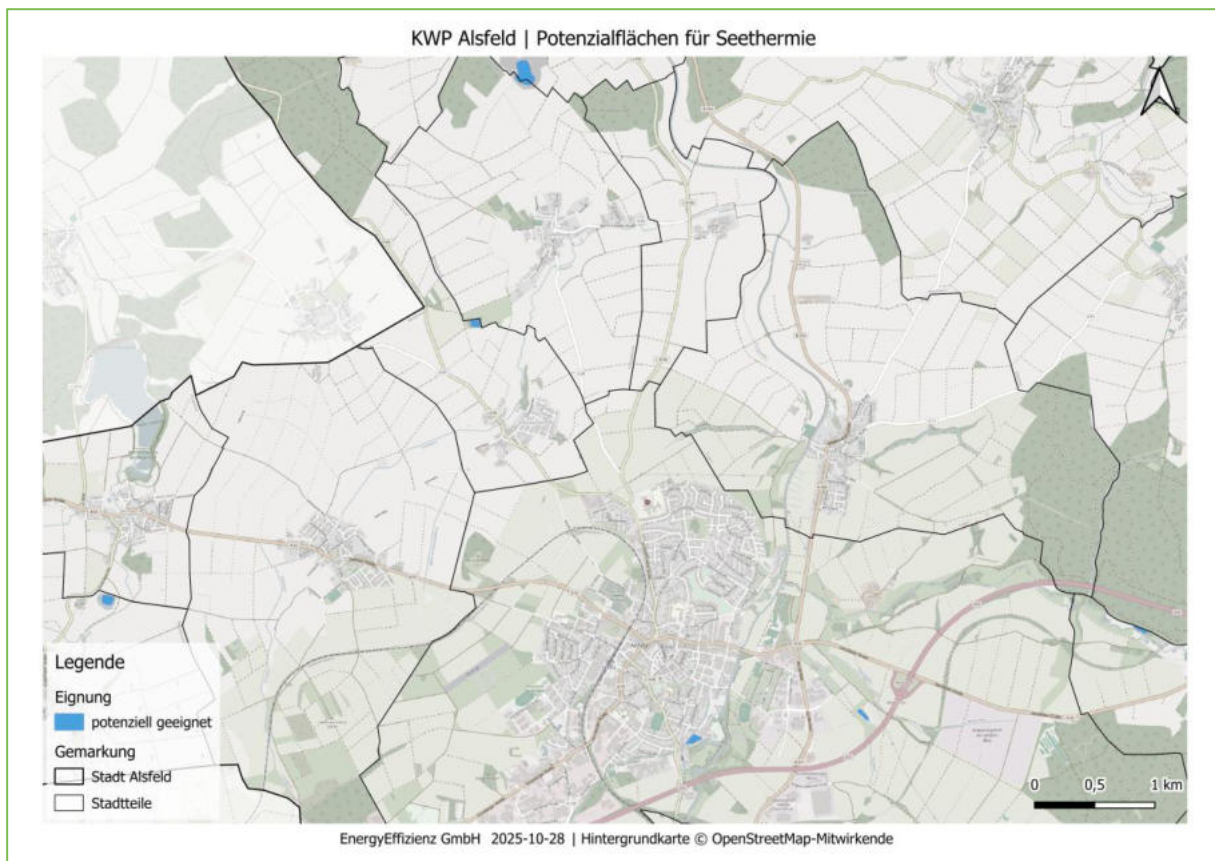 KWP Alsfeld | Potenzialflächen für Seethermie
Legende
Eignung
potenziell geeignet
Gemarkung
Stadt Alsfeld
Stadtteile
0 0,5 1 km
EnergyEffizienz GmbH 2025-10-28 | Hintergrundkarte © OpenStreetMap-Mitwirkende